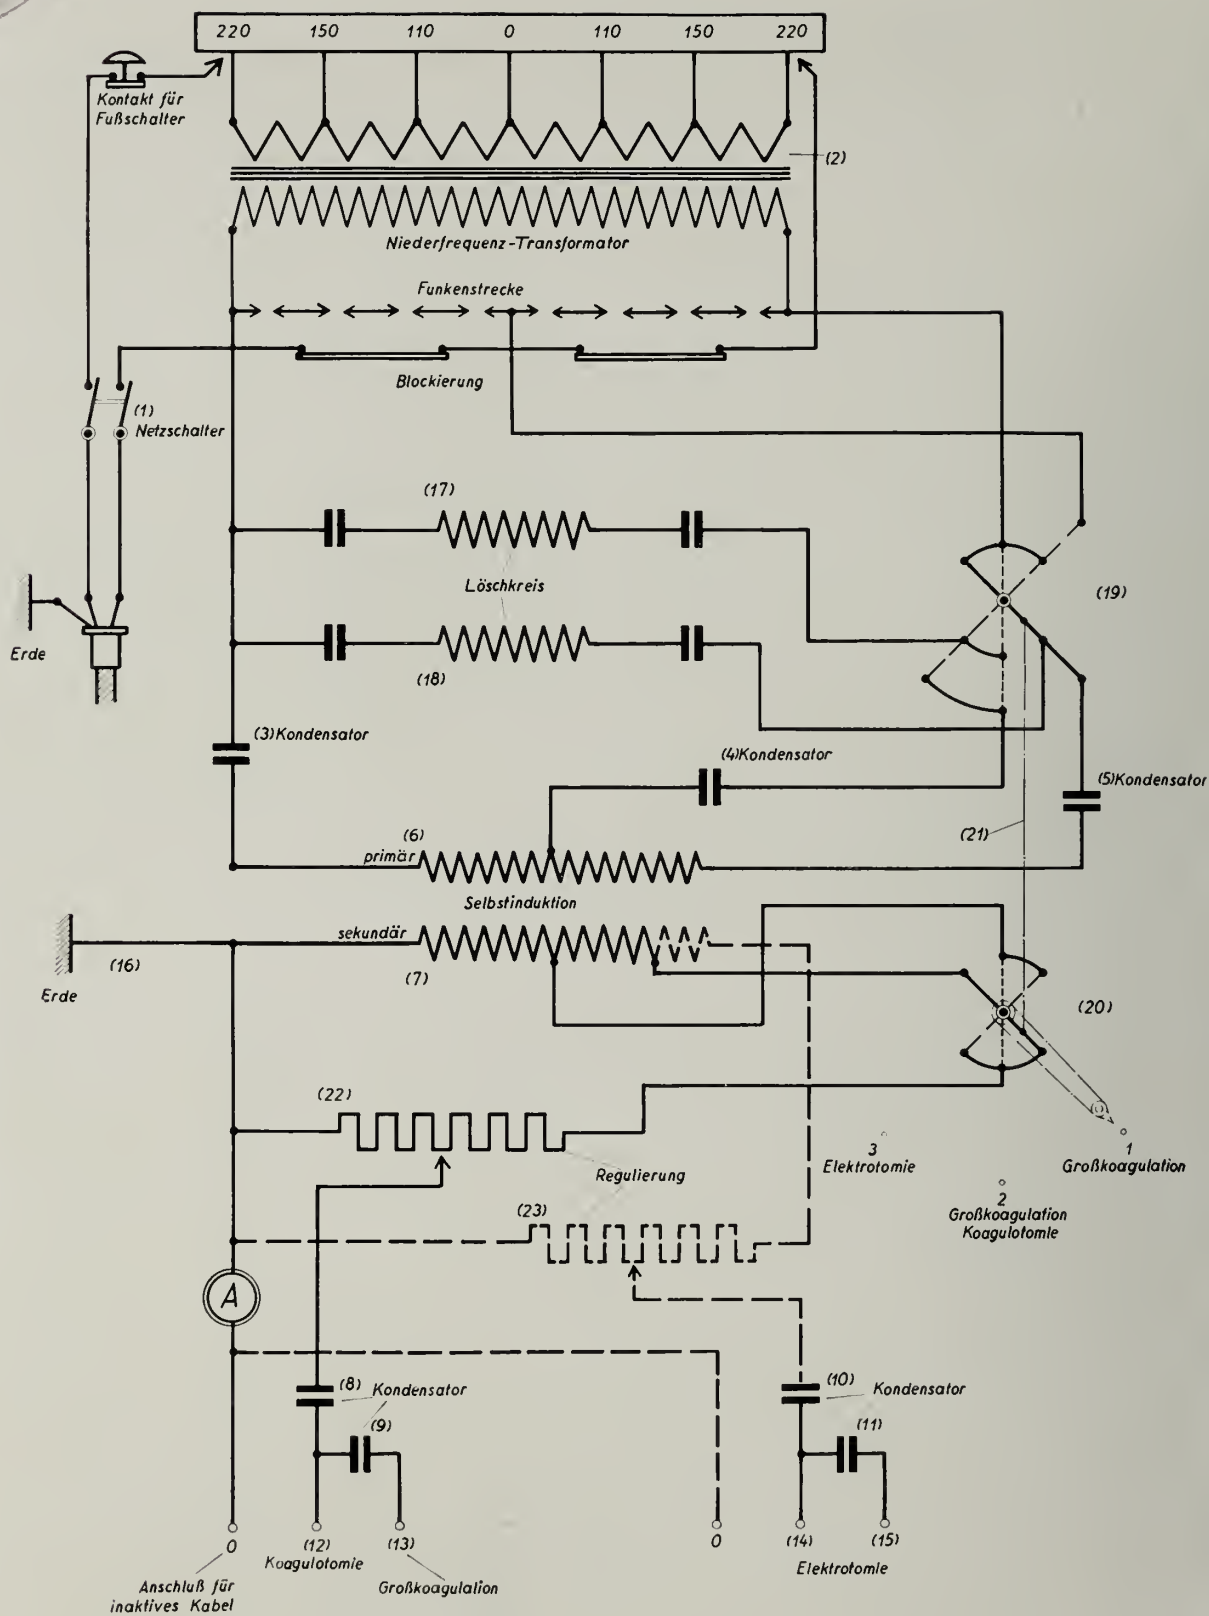 220 150 110 0 110 150 220
Kontakt für
Fußschalter
(2)
Niederfrequenz-Transformator
Funkenstrecke
Blockierung
(1)
Netzschalter
(17)
Löschkreis
(19)
Erde
(18)
(3) Kondensator
(4) Kondensator
(5) Kondensator
(21)
(6)
primär
Selbstinduktion
sekundär
(16)
(7)
Erde
(20)
(22)
3
Elektrotomie
1
Großkoagulation
Regulierung
2
Großkoagulation
Koagulotomie
(23)
A
(8) Kondensator
(10) Kondensator
(9)
(11)
0 (12) (13) 0 (14) (15)
Koagulotomie
Elektrotomie
Großkoagulation
Anschluß für
inaktives Kabel